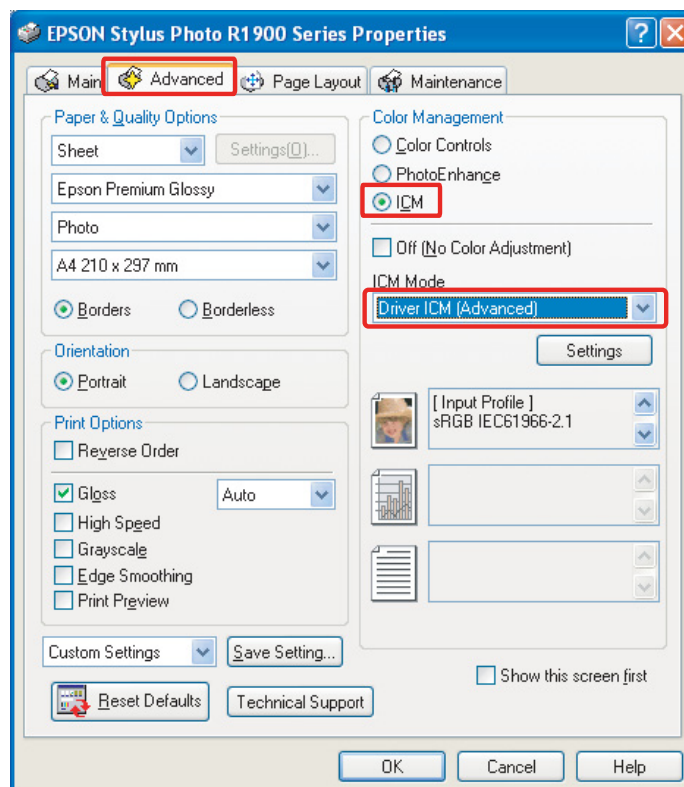 EPSON Stylus Photo R1900 Series Properties
Main
Advanced
Page Layout
Maintenance
Paper & Quality Options
Sheet
Settings(O)...
Epson Premium Glossy
Photo
A4 210 x 297 mm
Borders
Borderless
Orientation
Portrait
Landscape
Print Options
Reverse Order
Gloss
Auto
High Speed
Grayscale
Edge Smoothing
Print Preview
Custom Settings
Save Setting...
Reset Defaults
Technical Support
Color Management
Color Controls
PhotoEnhange
ICM
Off (No Color Adjustment)
ICM Mode
Driver ICM (Advanced)
Settings
[ Input Profile ]
sRGB IEC61966-2.1
Show this screen first
OK
Cancel
Help